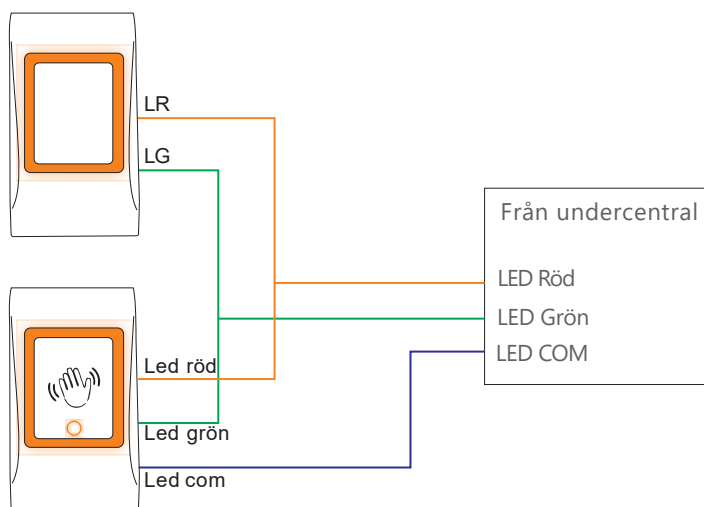 LR
LG
Från undercentral
LED Röd
LED Grön
LED COM
Led röd
Led grön
Led com